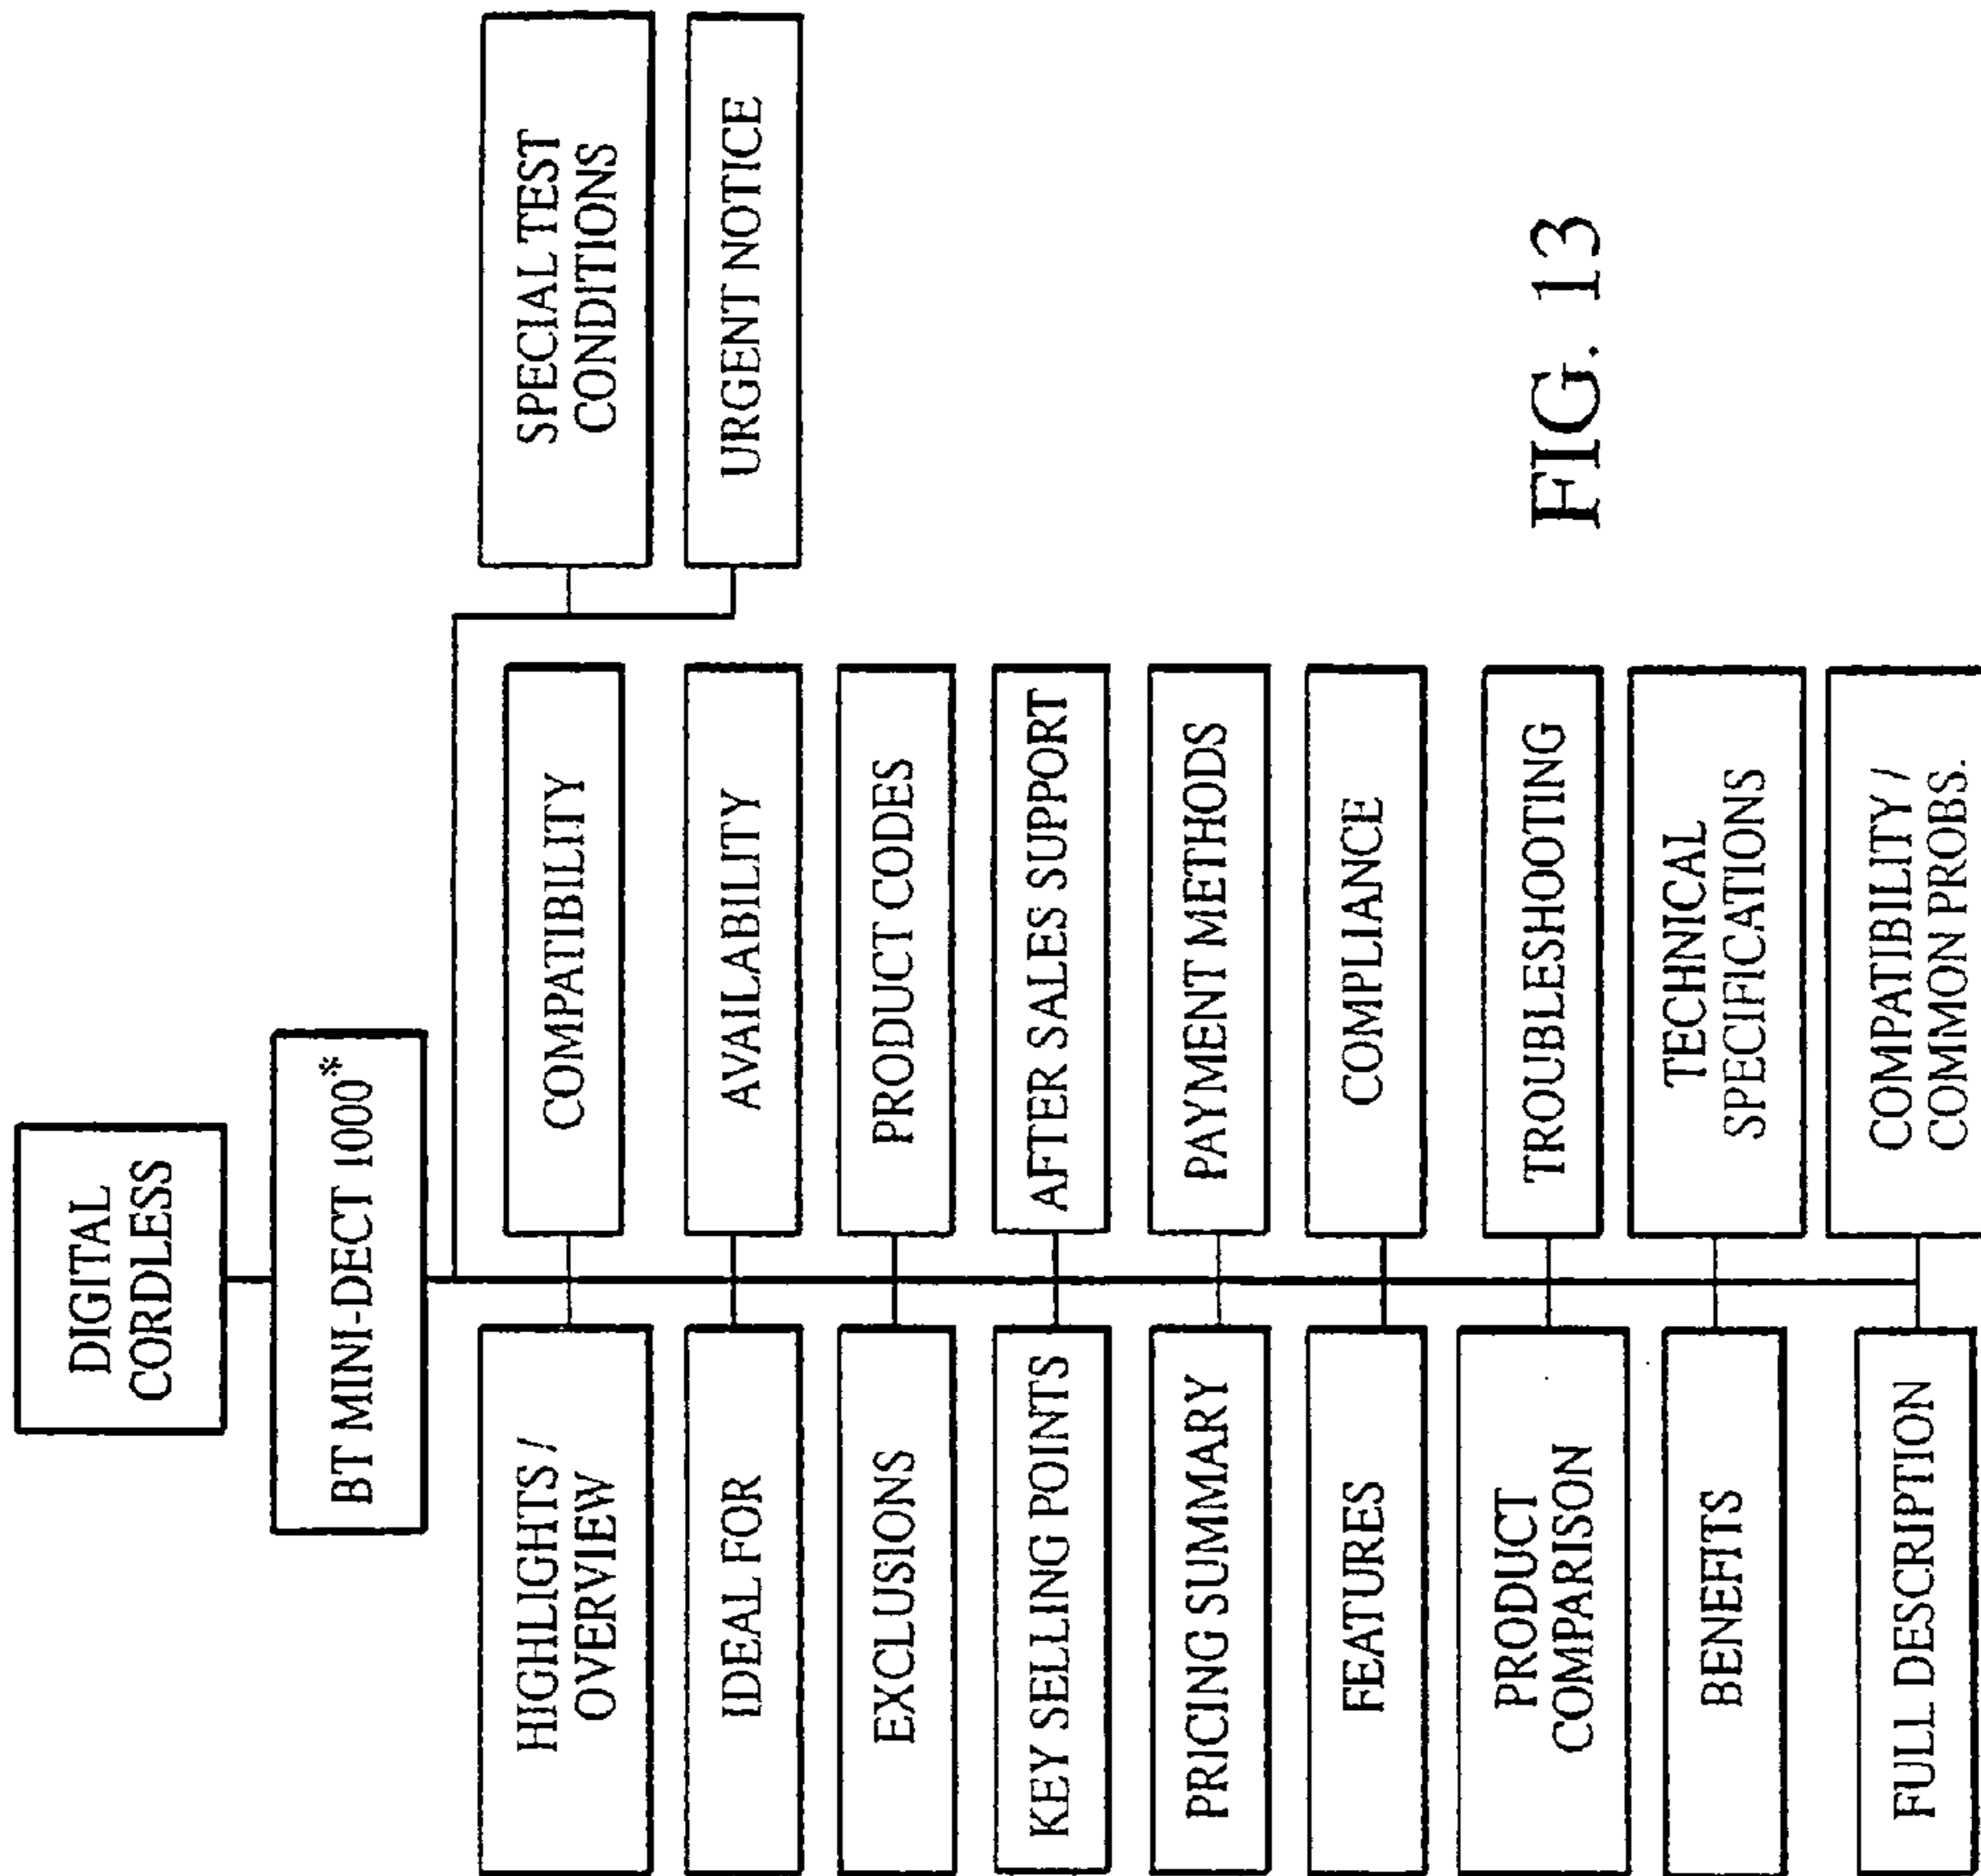 DIGITAL
CORDLESS
BT MINI-DECT 1000*
HIGHLIGHTS /
OVERVIEW
COMPATIBILITY
SPECIAL TEST
CONDITIONS
IDEAL FOR
AVAILABILITY
URGENT NOTICE
EXCLUSIONS
PRODUCT CODES
KEY SELLING POINTS
AFTER SALES SUPPORT
PRICING SUMMARY
PAYMENT METHODS
FEATURES
COMPLIANCE
PRODUCT
COMPARISON
TROUBLESHOOTING
BENEFITS
TECHNICAL
SPECIFICATIONS
FULL DESCRIPTION
COMPATIBILITY /
COMMON PROBS.
FIG. 13